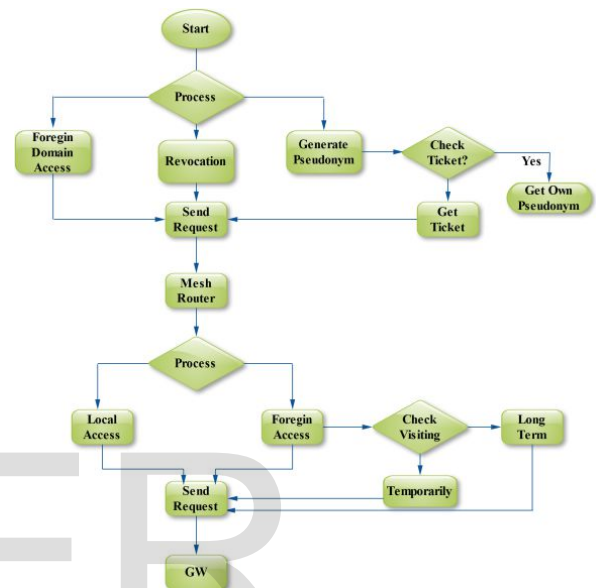 Start
Process
Foregin
Domain
Access
Revocation
Generate
Pseudonym
Check
Ticket?
Yes
Get Own
Pseudonym
Send
Request
Get
Ticket
Mesh
Router
Process
Local
Access
Foregin
Access
Check
Visiting
Long
Term
Send
Request
Temporarily
GW
ER